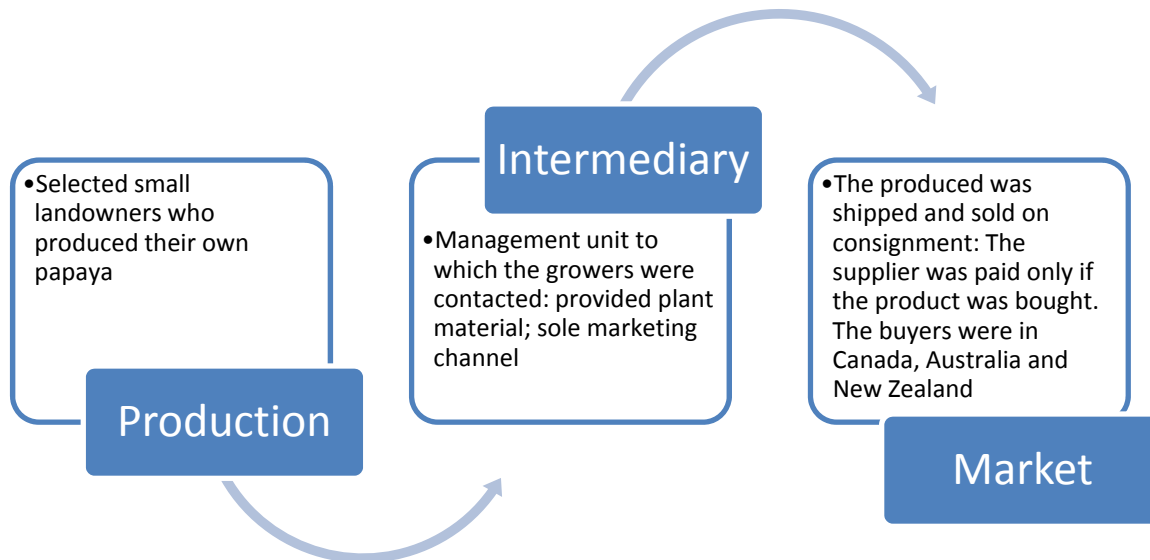 •Selected small
landowners who
produced their own
papaya
Production
Intermediary
•Management unit to
which the growers were
contacted: provided plant
material; sole marketing
channel
•The produced was
shipped and sold on
consignment: The
supplier was paid only if
the product was bought.
The buyers were in
Canada, Australia and
New Zealand
Market